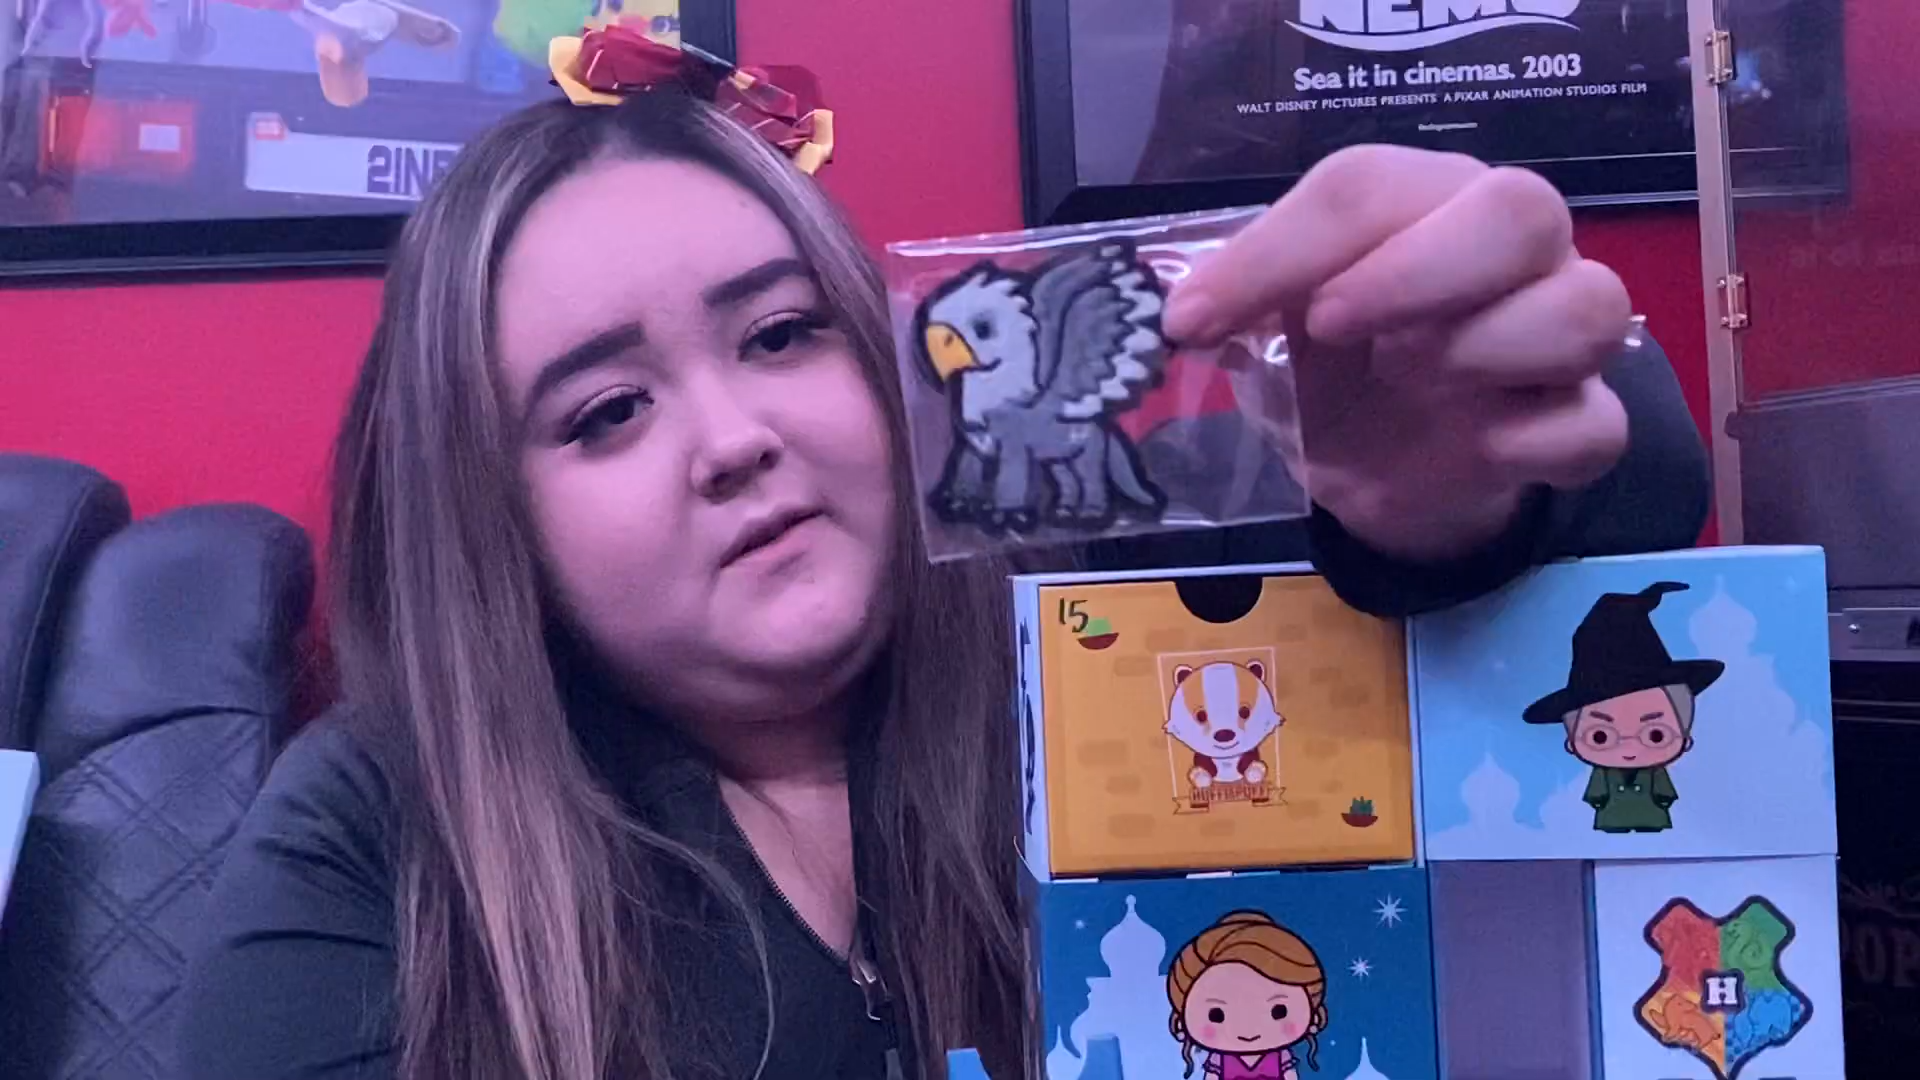 NEMO
Sea it in cinemas. 2003
WALT DISNEY PICTURES PRESENTS A PIXAR ANIMATION STUDIOS FILM
2INE
15
HUFFLEPUFF
H